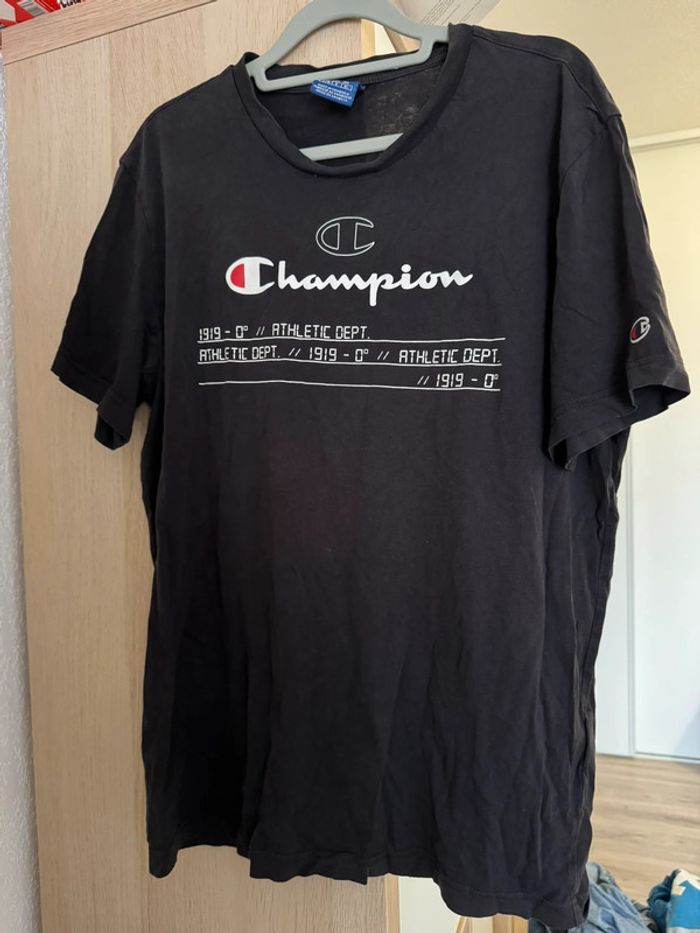 Champion
1919 - 0° // ATHLETIC DEPT.
ATHLETIC DEPT. // 1919 - 0° // ATHLETIC DEPT.
// 1919 - 0°